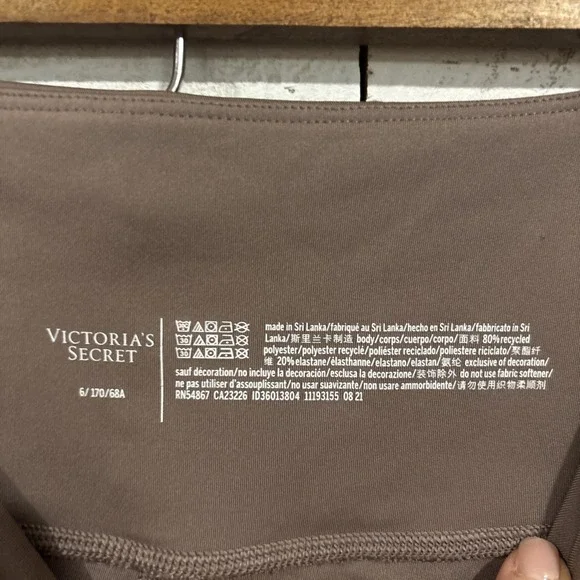 VICTORIA'S
SECRET
6/170/68A
made in Sri Lanka/fabriqué au Sri Lanka/hecho en Sri Lanka/fabbricato in Sri
Lanka/斯里兰卡制造 body/corps/cuerpo/corpo/面料 80% recycled
polyester/polyester recyclé/poliéster reciclado/poliestere riciclato/聚酯纤
维 20% elastane/élasthanne/elastano/elastan/氨纶 exclusive of decoration/
sauf décoration/no incluye la decoración/esclusa la decorazione/装饰除外 do not use fabric softener/
ne pas utiliser d'assouplissant/no usar suavizante/non usare ammorbidente/请勿使用织物柔顺剂
RN54867 CA23226 ID36013804 11193155 08 21